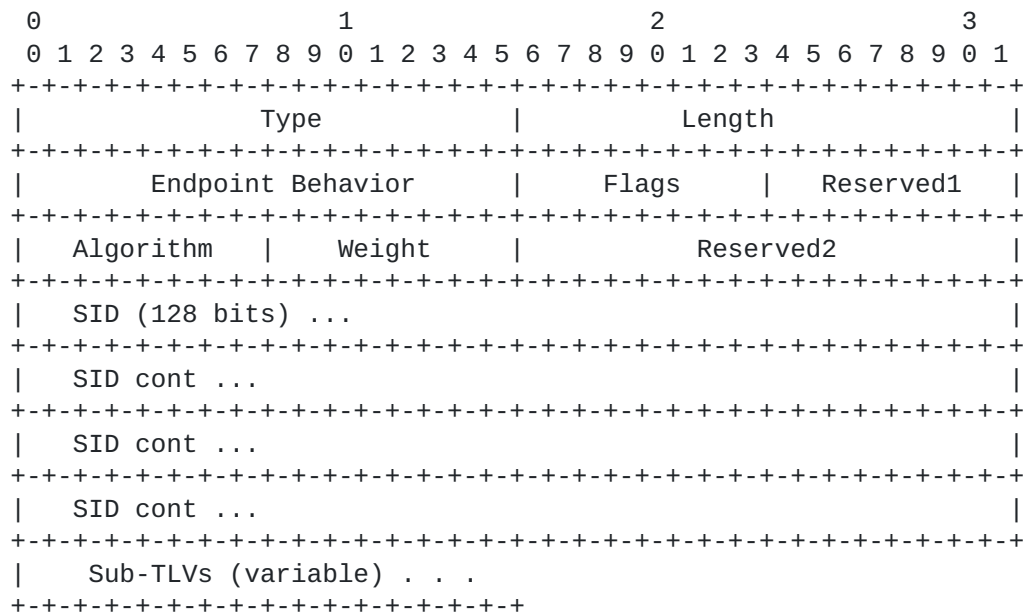 0                   1                   2                   3
 0 1 2 3 4 5 6 7 8 9 0 1 2 3 4 5 6 7 8 9 0 1 2 3 4 5 6 7 8 9 0 1
+-+-+-+-+-+-+-+-+-+-+-+-+-+-+-+-+-+-+-+-+-+-+-+-+-+-+-+-+-+-+-+-+
|               Type            |          Length               |
+-+-+-+-+-+-+-+-+-+-+-+-+-+-+-+-+-+-+-+-+-+-+-+-+-+-+-+-+-+-+-+-+
|        Endpoint Behavior      |     Flags     |   Reserved1   |
+-+-+-+-+-+-+-+-+-+-+-+-+-+-+-+-+-+-+-+-+-+-+-+-+-+-+-+-+-+-+-+-+
|   Algorithm   |    Weight     |           Reserved2           |
+-+-+-+-+-+-+-+-+-+-+-+-+-+-+-+-+-+-+-+-+-+-+-+-+-+-+-+-+-+-+-+-+
|   SID (128 bits) ...                                          |
+-+-+-+-+-+-+-+-+-+-+-+-+-+-+-+-+-+-+-+-+-+-+-+-+-+-+-+-+-+-+-+-+
|   SID cont ...                                                |
+-+-+-+-+-+-+-+-+-+-+-+-+-+-+-+-+-+-+-+-+-+-+-+-+-+-+-+-+-+-+-+-+
|   SID cont ...                                                |
+-+-+-+-+-+-+-+-+-+-+-+-+-+-+-+-+-+-+-+-+-+-+-+-+-+-+-+-+-+-+-+-+
|   SID cont ...                                                |
+-+-+-+-+-+-+-+-+-+-+-+-+-+-+-+-+-+-+-+-+-+-+-+-+-+-+-+-+-+-+-+-+
|    Sub-TLVs (variable) . . .
+-+-+-+-+-+-+-+-+-+-+-+-+-+-+-+-+